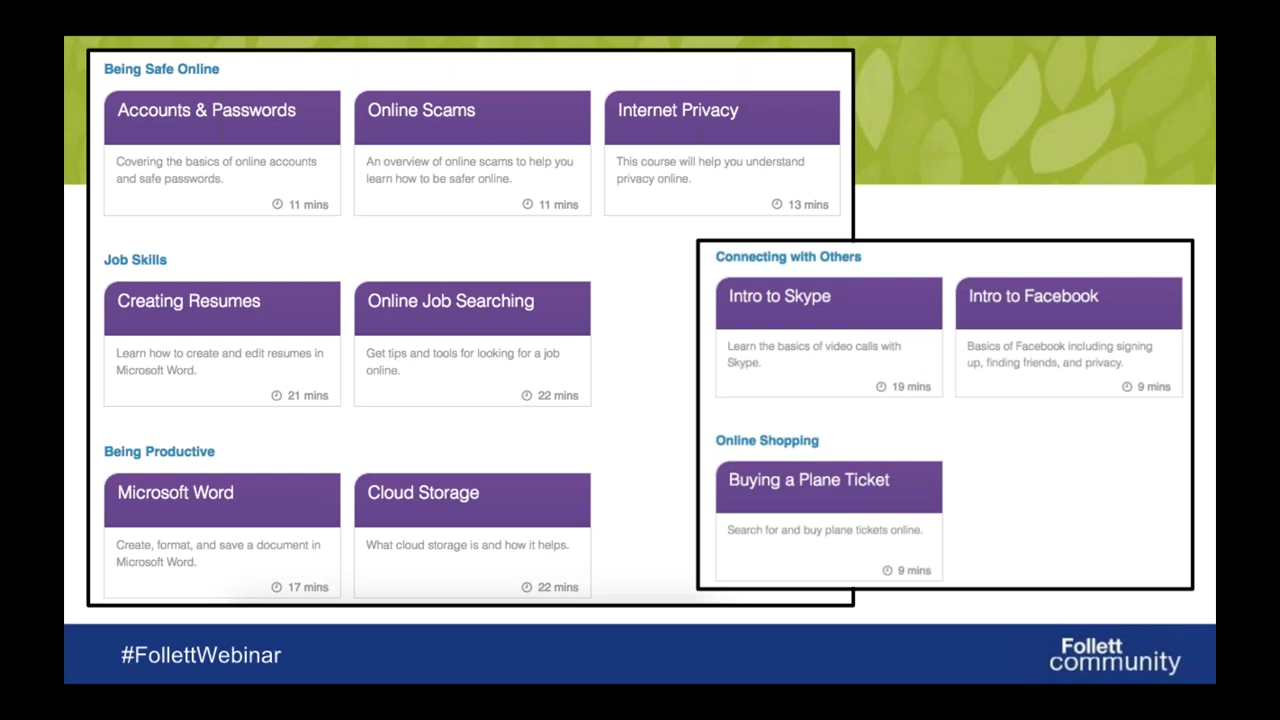 Being Safe Online
Accounts & Passwords
Covering the basics of online accounts
and safe passwords.
11 mins
Online Scams
An overview of online scams to help you
learn how to be safer online.
11 mins
Internet Privacy
This course will help you understand
privacy online.
13 mins
Job Skills
Creating Resumes
Learn how to create and edit resumes in
Microsoft Word.
21 mins
Online Job Searching
Get tips and tools for looking for a job
online.
22 mins
Being Productive
Microsoft Word
Create, format, and save a document in
Microsoft Word.
17 mins
Cloud Storage
What cloud storage is and how it helps.
22 mins
Connecting with Others
Intro to Skype
Learn the basics of video calls with
Skype.
19 mins
Intro to Facebook
Basics of Facebook including signing
up, finding friends, and privacy.
9 mins
Online Shopping
Buying a Plane Ticket
Search for and buy plane tickets online.
9 mins
#FollettWebinar
Follett
community